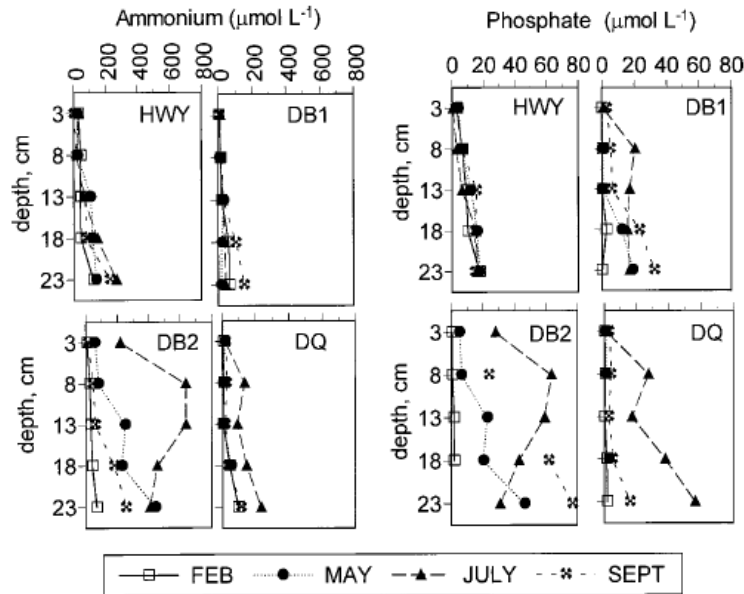 Ammonium (μmol L⁻¹)
Phosphate (μmol L⁻¹)
0 200 400 600 800
0 200 400 600 800
0 20 40 60 80
0 20 40 60 80
depth, cm
3
8
13
18
23
HWY
DB1
depth, cm
3
8
13
18
23
HWY
DB1
depth, cm
3
8
13
18
23
DB2
DQ
depth, cm
3
8
13
18
23
DB2
DQ
FEB MAY JULY SEPT